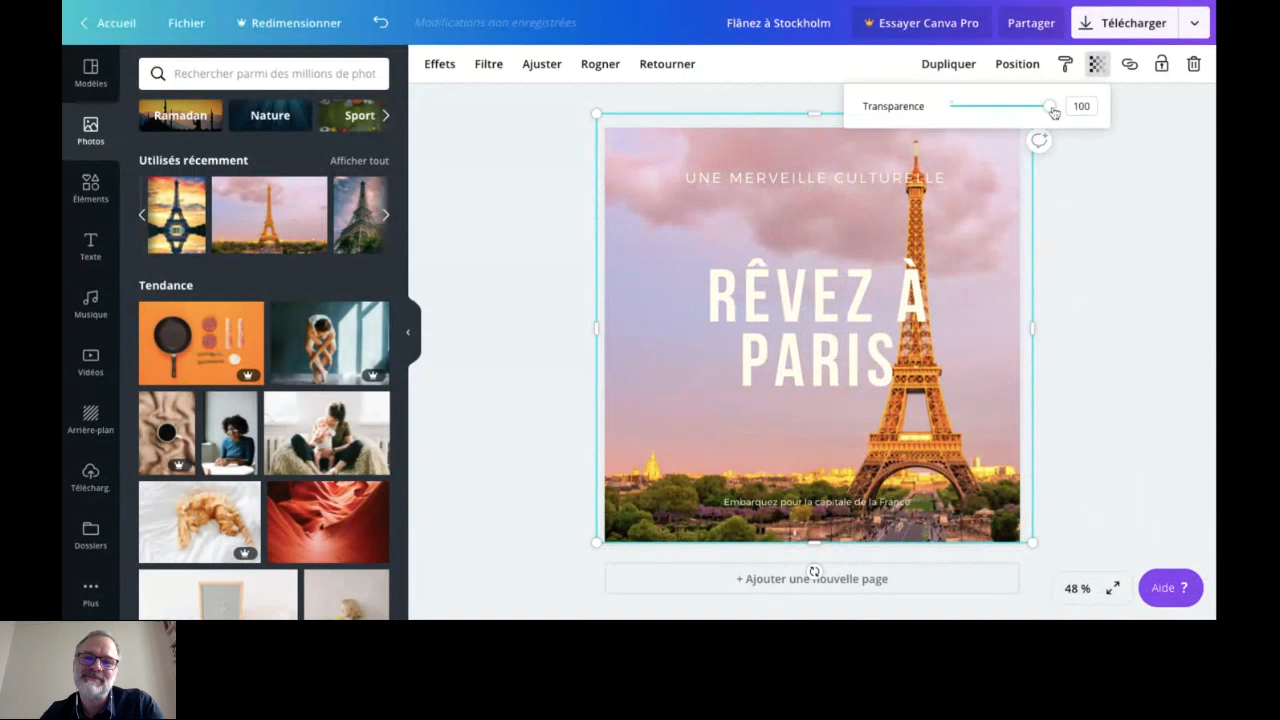 Accueil
Fichier
Redimensionner
Modifications non enregistrées
Flânez à Stockholm
Essayer Canva Pro
Partager
Télécharger
Modèles
Photos
Éléments
Texte
Musique
Vidéos
Arrière-plan
Télécharg.
Dossiers
Plus
Rechercher parmi des millions de phot
Ramadan
Nature
Sport
Utilisés récemment
Afficher tout
Tendance
Effets
Filtre
Ajuster
Rogner
Retourner
Dupliquer
Position
Transparence
100
UNE MERVEILLE CULTURELLE
RÊVEZ À
PARIS
Embarquez pour la capitale de la France
+ Ajouter une nouvelle page
48 %
Aide ?